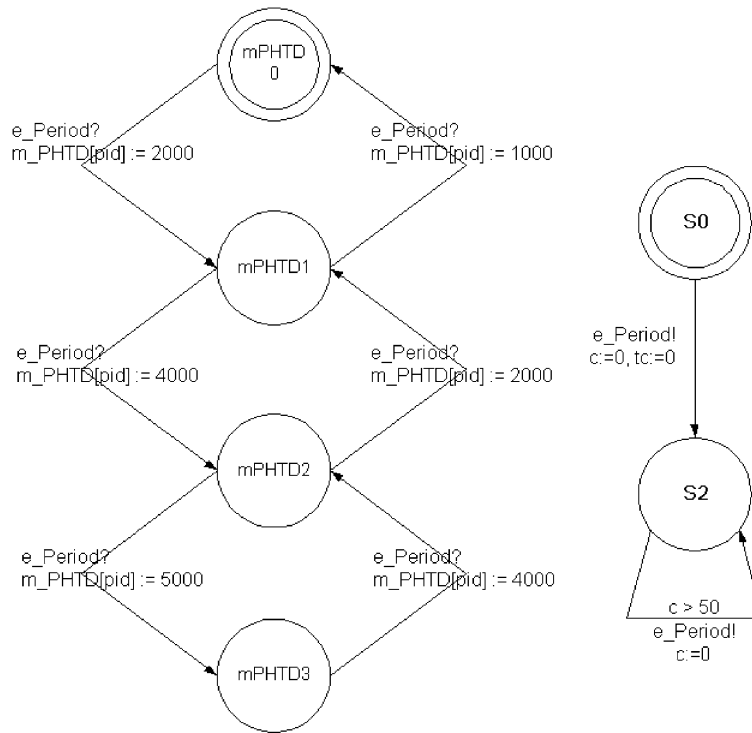 mPHTD
0
e_Period?
m_PHTD[pid] := 2000
e_Period?
m_PHTD[pid] := 1000
mPHTD1
e_Period?
m_PHTD[pid] := 4000
e_Period?
m_PHTD[pid] := 2000
mPHTD2
e_Period?
m_PHTD[pid] := 5000
e_Period?
m_PHTD[pid] := 4000
mPHTD3
S0
e_Period!
c:=0, tc:=0
S2
c > 50
e_Period!
c:=0